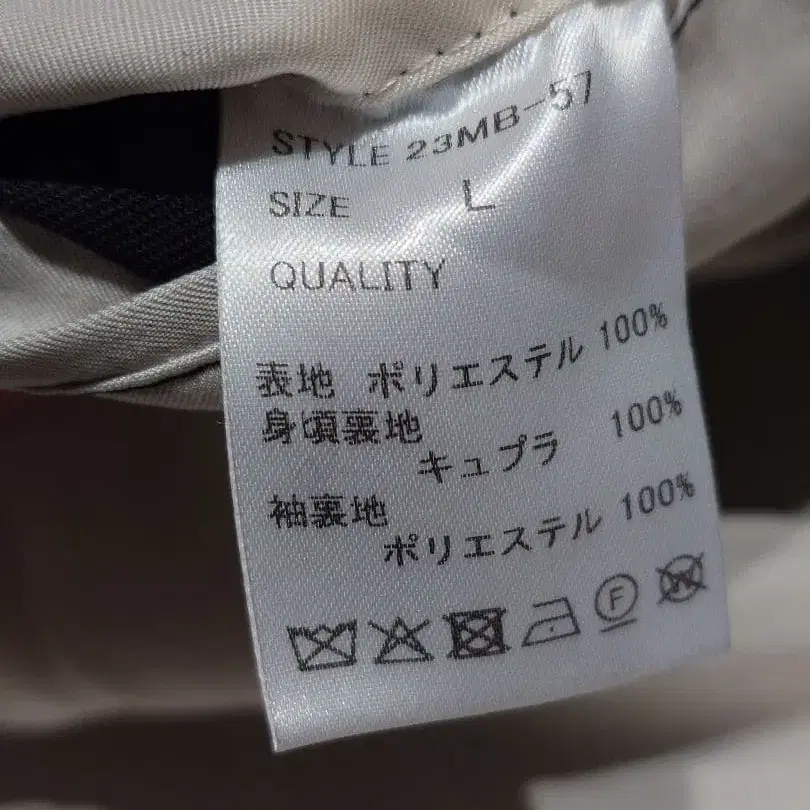 STYLE 23MB-57
SIZE L
QUALITY
表地 ポリエステル 100%
身頃裏地
キュプラ 100%
袖裏地
ポリエステル 100%
F
W